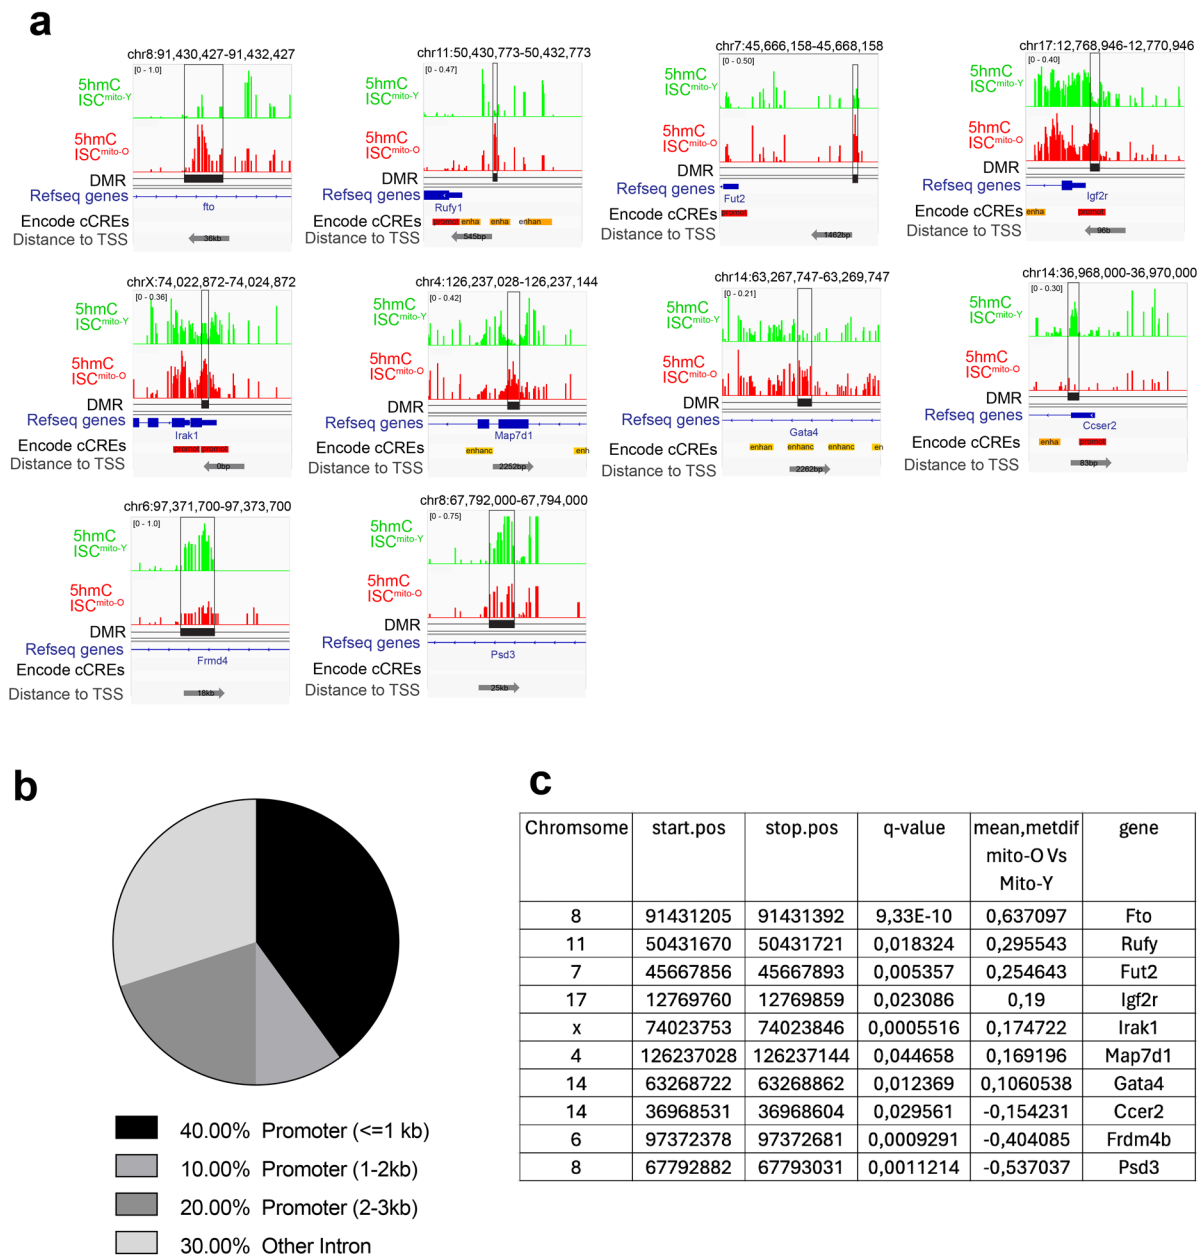 a
chr8:91,430,427-91,432,427
[0 - 1.0]
5hmC
ISCmito-Y
5hmC
ISCmito-O
DMR
Refseq genes
fto
Encode cCREs
Distance to TSS
36kb
chr11:50,430,773-50,432,773
[0 - 0.47]
5hmC
ISCmito-Y
5hmC
ISCmito-O
DMR
Refseq genes
Rufy1
Encode cCREs
promot enha enha enhan
Distance to TSS
545bp
chr7:45,666,158-45,668,158
[0 - 0.50]
5hmC
ISCmito-Y
5hmC
ISCmito-O
DMR
Refseq genes
Fut2
Encode cCREs
promot
Distance to TSS
1462bp
chr17:12,768,946-12,770,946
[0 - 0.40]
5hmC
ISCmito-Y
5hmC
ISCmito-O
DMR
Refseq genes
Igf2r
Encode cCREs
enha promot
Distance to TSS
96b
chrX:74,022,872-74,024,872
[0 - 0.36]
5hmC
ISCmito-Y
5hmC
ISCmito-O
DMR
Refseq genes
Irak1
Encode cCREs
promot promot
Distance to TSS
0bp
chr4:126,237,028-126,237,144
[0 - 0.42]
5hmC
ISCmito-Y
5hmC
ISCmito-O
DMR
Refseq genes
Map7d1
Encode cCREs
enhanc enh
Distance to TSS
2252bp
chr14:63,267,747-63,269,747
[0 - 0.21]
5hmC
ISCmito-Y
5hmC
ISCmito-O
DMR
Refseq genes
Gata4
Encode cCREs
enhan enhanc enhanc en
Distance to TSS
2262bp
chr14:36,968,000-36,970,000
[0 - 0.30]
5hmC
ISCmito-Y
5hmC
ISCmito-O
DMR
Refseq genes
Ccser2
Encode cCREs
enha promot
Distance to TSS
83bp
chr6:97,371,700-97,373,700
[0 - 1.0]
5hmC
ISCmito-Y
5hmC
ISCmito-O
DMR
Refseq genes
Frmd4
Encode cCREs
Distance to TSS
18kb
chr8:67,792,000-67,794,000
[0 - 0.75]
5hmC
ISCmito-Y
5hmC
ISCmito-O
DMR
Refseq genes
Psd3
Encode cCREs
Distance to TSS
25kb
b
40.00% Promoter (<=1 kb)
10.00% Promoter (1-2kb)
20.00% Promoter (2-3kb)
30.00% Other Intron
c
Chromsome start.pos stop.pos q-value mean,metdif mito-O Vs Mito-Y gene
8 91431205 91431392 9,33E-10 0,637097 Fto
11 50431670 50431721 0,018324 0,295543 Rufy
7 45667856 45667893 0,005357 0,254643 Fut2
17 12769760 12769859 0,023086 0,19 Igf2r
x 74023753 74023846 0,0005516 0,174722 Irak1
4 126237028 126237144 0,044658 0,169196 Map7d1
14 63268722 63268862 0,012369 0,1060538 Gata4
14 36968531 36968604 0,029561 -0,154231 Ccer2
6 97372378 97372681 0,0009291 -0,404085 Frdm4b
8 67792882 67793031 0,0011214 -0,537037 Psd3